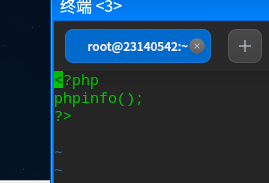 终端 <3>
root@23140542:~
<?php
phpinfo();
?>
~
~